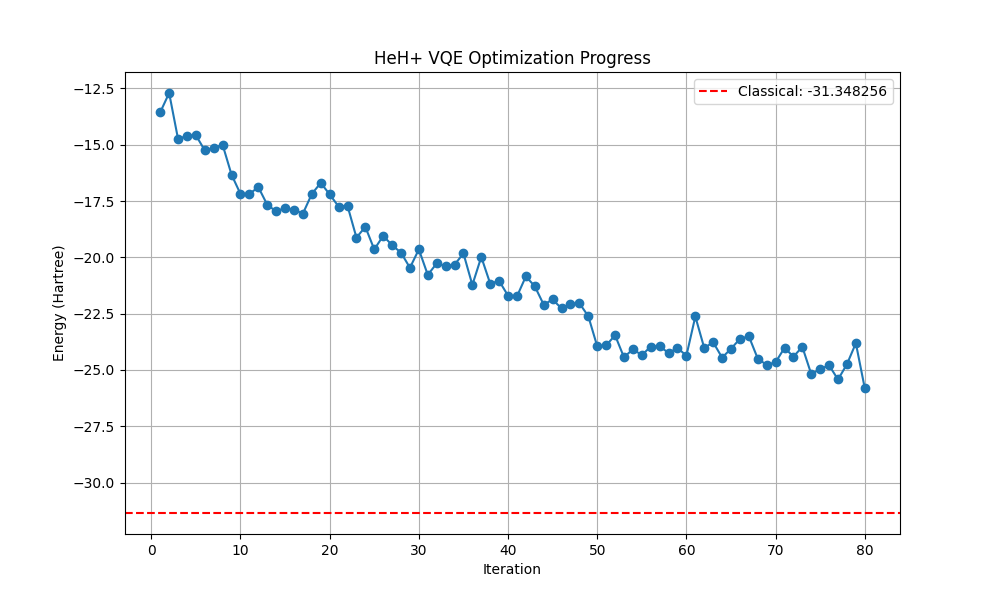 HeH+ VQE Optimization Progress
Classical: -31.348256
Energy (Hartree)
−12.5
−15.0
−17.5
−20.0
−22.5
−25.0
−27.5
−30.0
0 10 20 30 40 50 60 70 80
Iteration